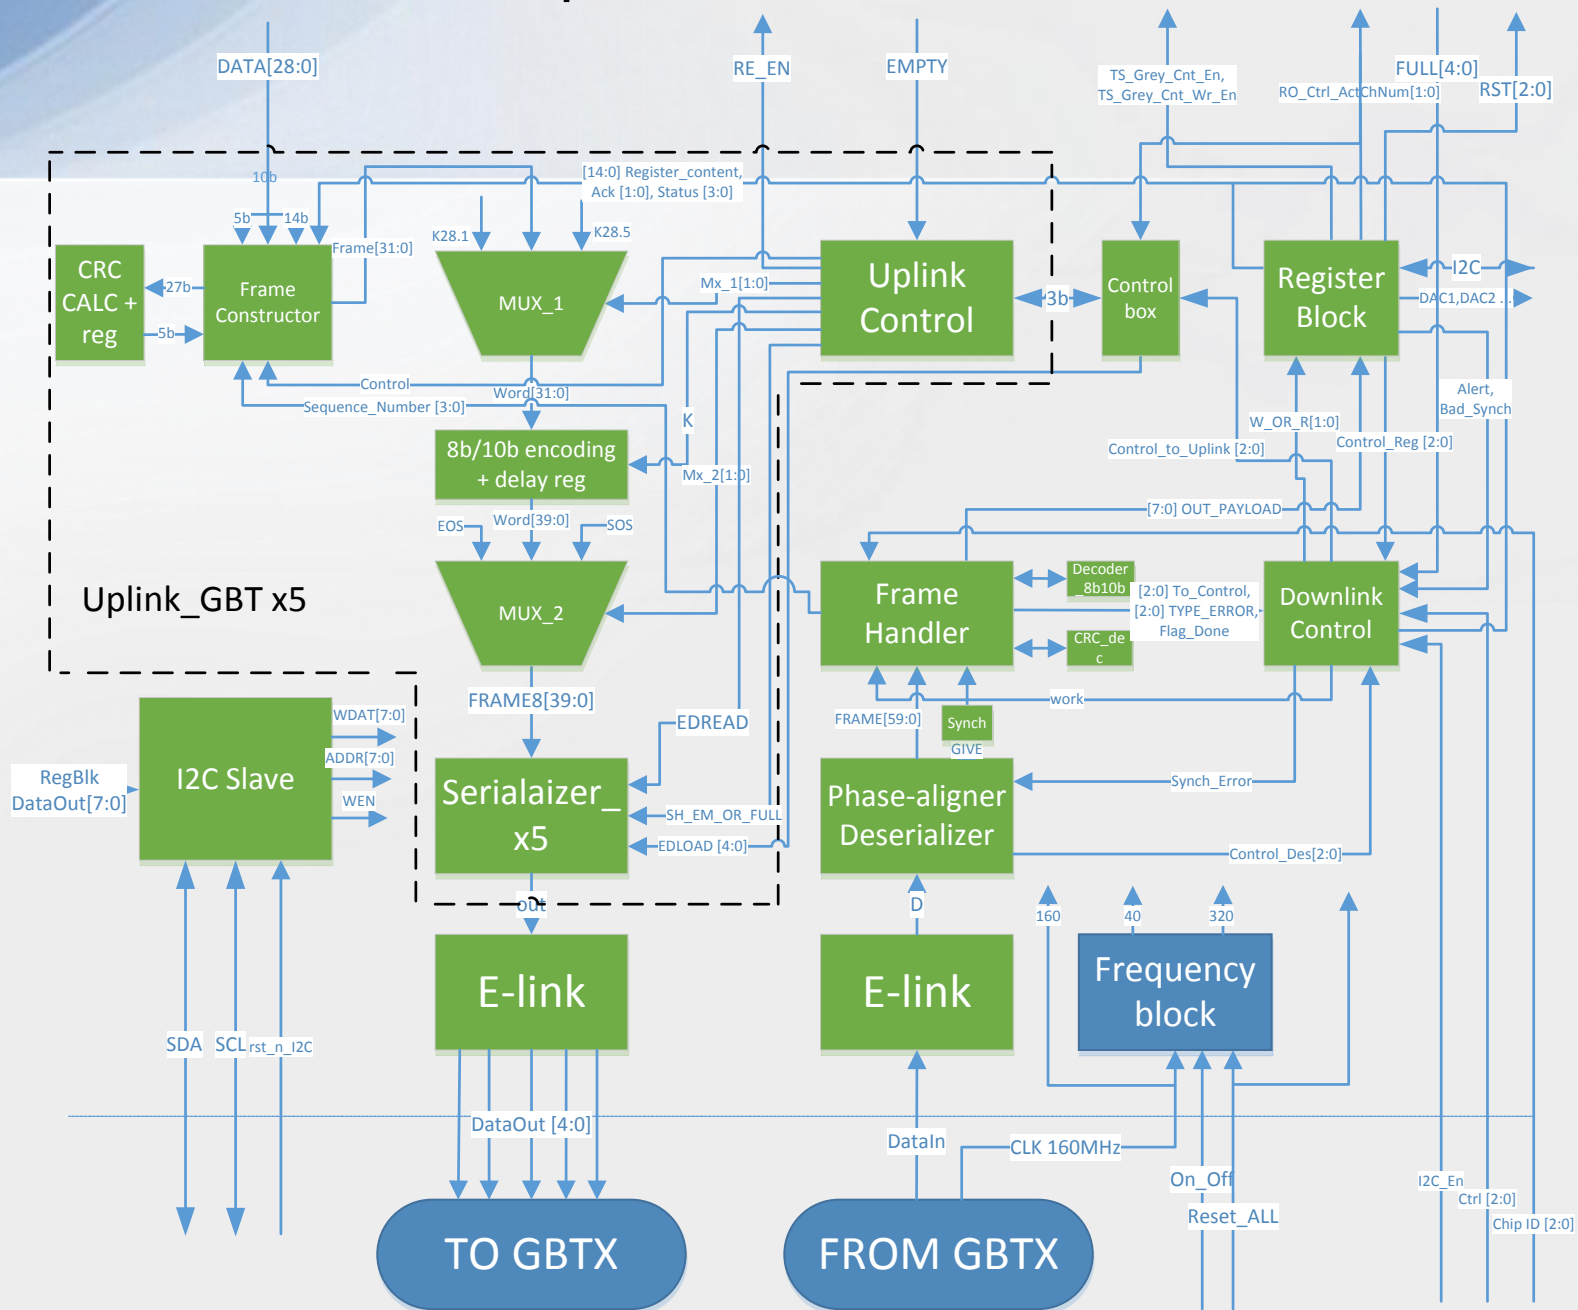 DATA[28:0]
RE_EN
EMPTY
TS_Grey_Cnt_En,
TS_Grey_Cnt_Wr_En
RO_Ctrl_ActChNum[1:0]
FULL[4:0]
RST[2:0]
10b
5b
14b
[14:0] Register_content,
Ack [1:0], Status [3:0]
K28.1
K28.5
Frame[31:0]
CRC
CALC +
reg
27b
5b
Frame
Constructor
MUX_1
Mx_1[1:0]
Uplink
Control
3b
Control
box
Register
Block
I2C
DAC1,DAC2 ...
Control
Sequence_Number [3:0]
Word[31:0]
K
Mx_2[1:0]
8b/10b encoding
+ delay reg
Alert,
Bad_Synch
W_OR_R[1:0]
Control_to_Uplink [2:0]
Control_Reg [2:0]
[7:0] OUT_PAYLOAD
EOS
Word[39:0]
SOS
MUX_2
Uplink_GBT x5
Frame
Handler
Decoder
_8b10b
CRC_de
c
[2:0] To_Control,
[2:0] TYPE_ERROR,
Flag_Done
Downlink
Control
work
FRAME8[39:0]
EDREAD
FRAME[59:0]
Synch
GIVE
WDAT[7:0]
ADDR[7:0]
WEN
RegBlk
DataOut[7:0]
I2C Slave
Serialaizer_
x5
SH_EM_OR_FULL
EDLOAD [4:0]
Phase-aligner
Deserializer
Synch_Error
Control_Des[2:0]
out
D
160
40
320
E-link
E-link
Frequency
block
SDA
SCL
rst_n_I2C
DataOut [4:0]
DataIn
CLK 160MHz
On_Off
Reset_ALL
I2C_En
Ctrl [2:0]
Chip ID [2:0]
TO GBTX
FROM GBTX